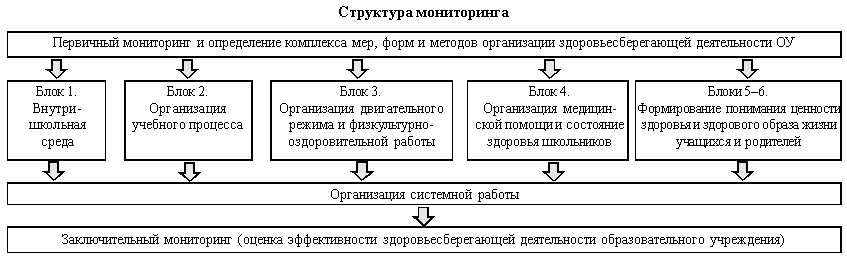 Структура мониторинга
Первичный мониторинг и определение комплекса мер, форм и методов организации здоровьесберегающей деятельности ОУ
Блок 1.
Внутри-
школьная
среда
Блок 2.
Организация
учебного процесса
Блок 3.
Организация двигательного
режима и физкультурно-
оздоровительной работы
Блок 4.
Организация медицин-
ской помощи и состояние
здоровья школьников
Блоки 5–6.
Формирование понимания ценности
здоровья и здорового образа жизни
учащихся и родителей
Организация системной работы
Заключительный мониторинг (оценка эффективности здоровьесберегающей деятельности образовательного учреждения)